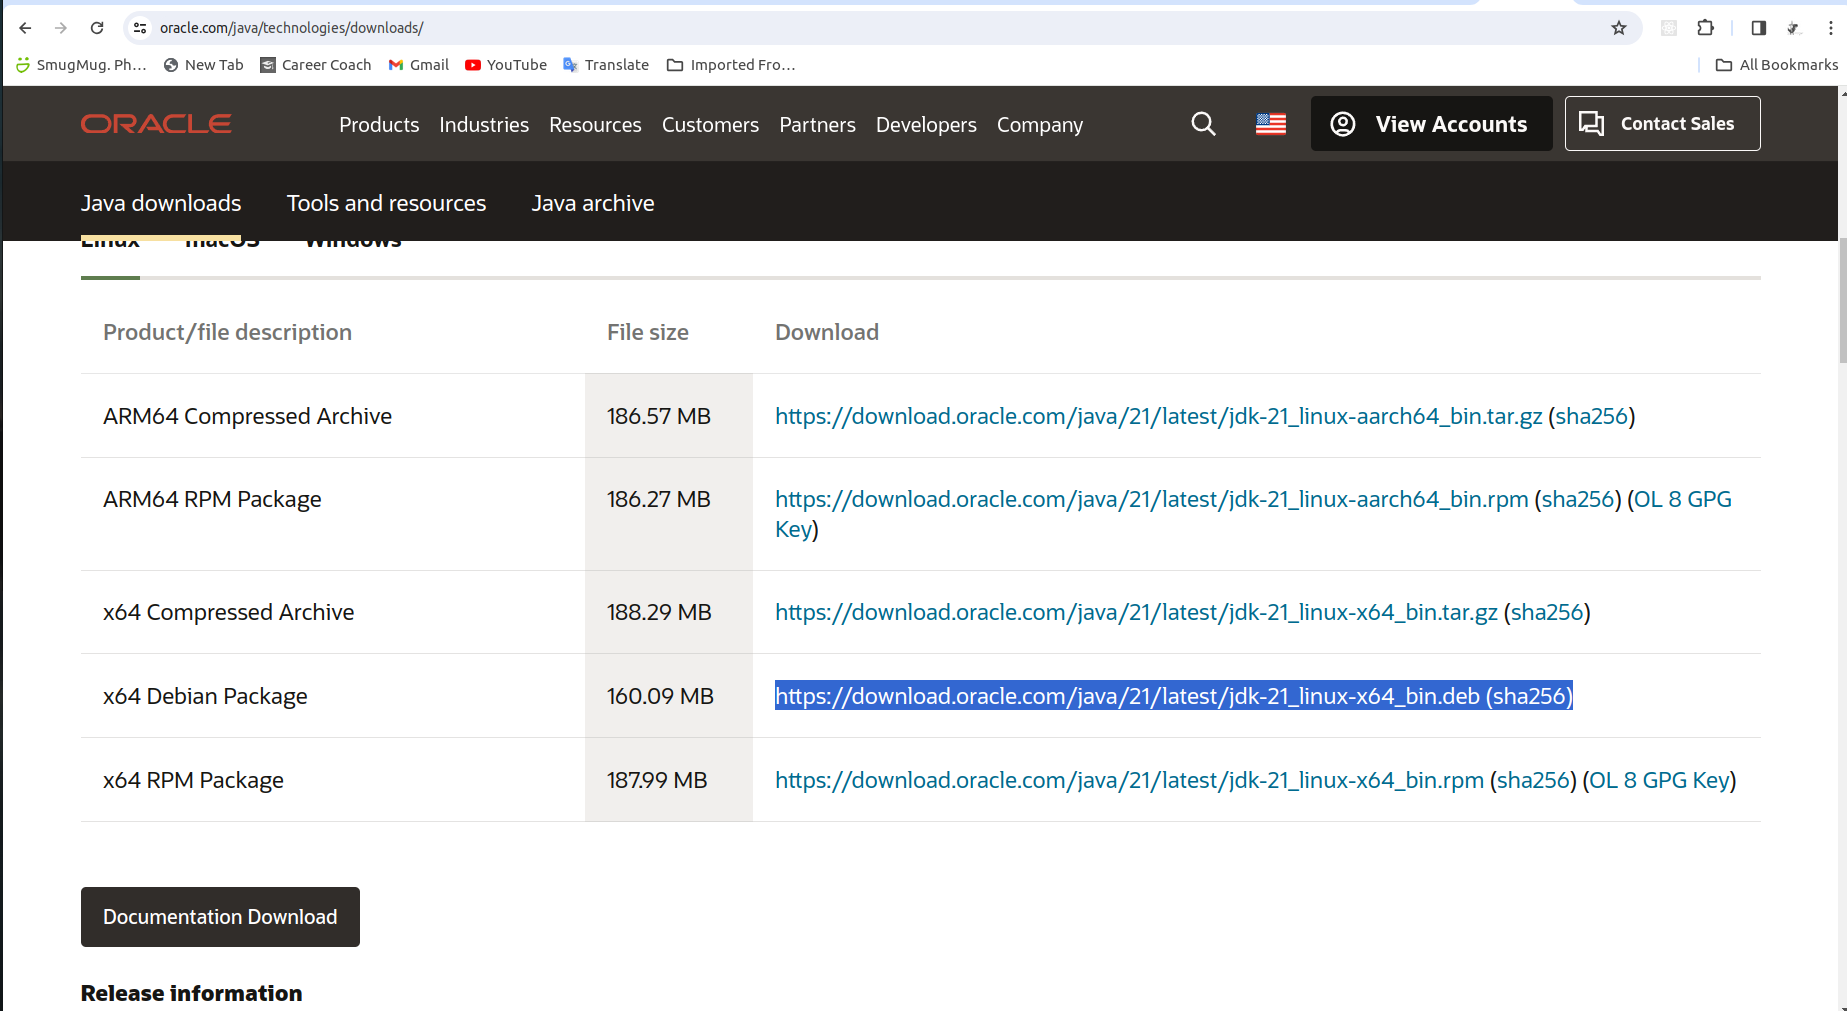 oracle.com/java/technologies/downloads/
SmugMug. Ph... New Tab Career Coach Gmail YouTube Translate Imported Fro... All Bookmarks
ORACLE Products Industries Resources Customers Partners Developers Company View Accounts Contact Sales
Java downloads Tools and resources Java archive
Linux macOS Windows
Product/file description File size Download
ARM64 Compressed Archive 186.57 MB https://download.oracle.com/java/21/latest/jdk-21_linux-aarch64_bin.tar.gz (sha256)
ARM64 RPM Package 186.27 MB https://download.oracle.com/java/21/latest/jdk-21_linux-aarch64_bin.rpm (sha256) (OL 8 GPG
Key)
x64 Compressed Archive 188.29 MB https://download.oracle.com/java/21/latest/jdk-21_linux-x64_bin.tar.gz (sha256)
x64 Debian Package 160.09 MB https://download.oracle.com/java/21/latest/jdk-21_linux-x64_bin.deb (sha256)
x64 RPM Package 187.99 MB https://download.oracle.com/java/21/latest/jdk-21_linux-x64_bin.rpm (sha256) (OL 8 GPG Key)
Documentation Download
Release information